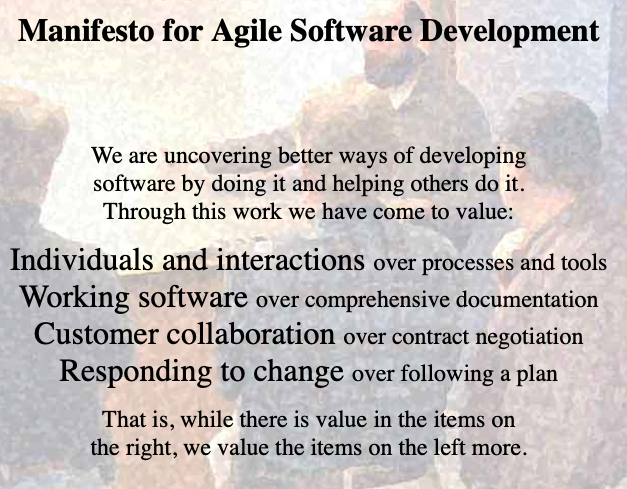 Manifesto for Agile Software Development
We are uncovering better ways of developing
software by doing it and helping others do it.
Through this work we have come to value:
Individuals and interactions over processes and tools
Working software over comprehensive documentation
Customer collaboration over contract negotiation
Responding to change over following a plan
That is, while there is value in the items on
the right, we value the items on the left more.